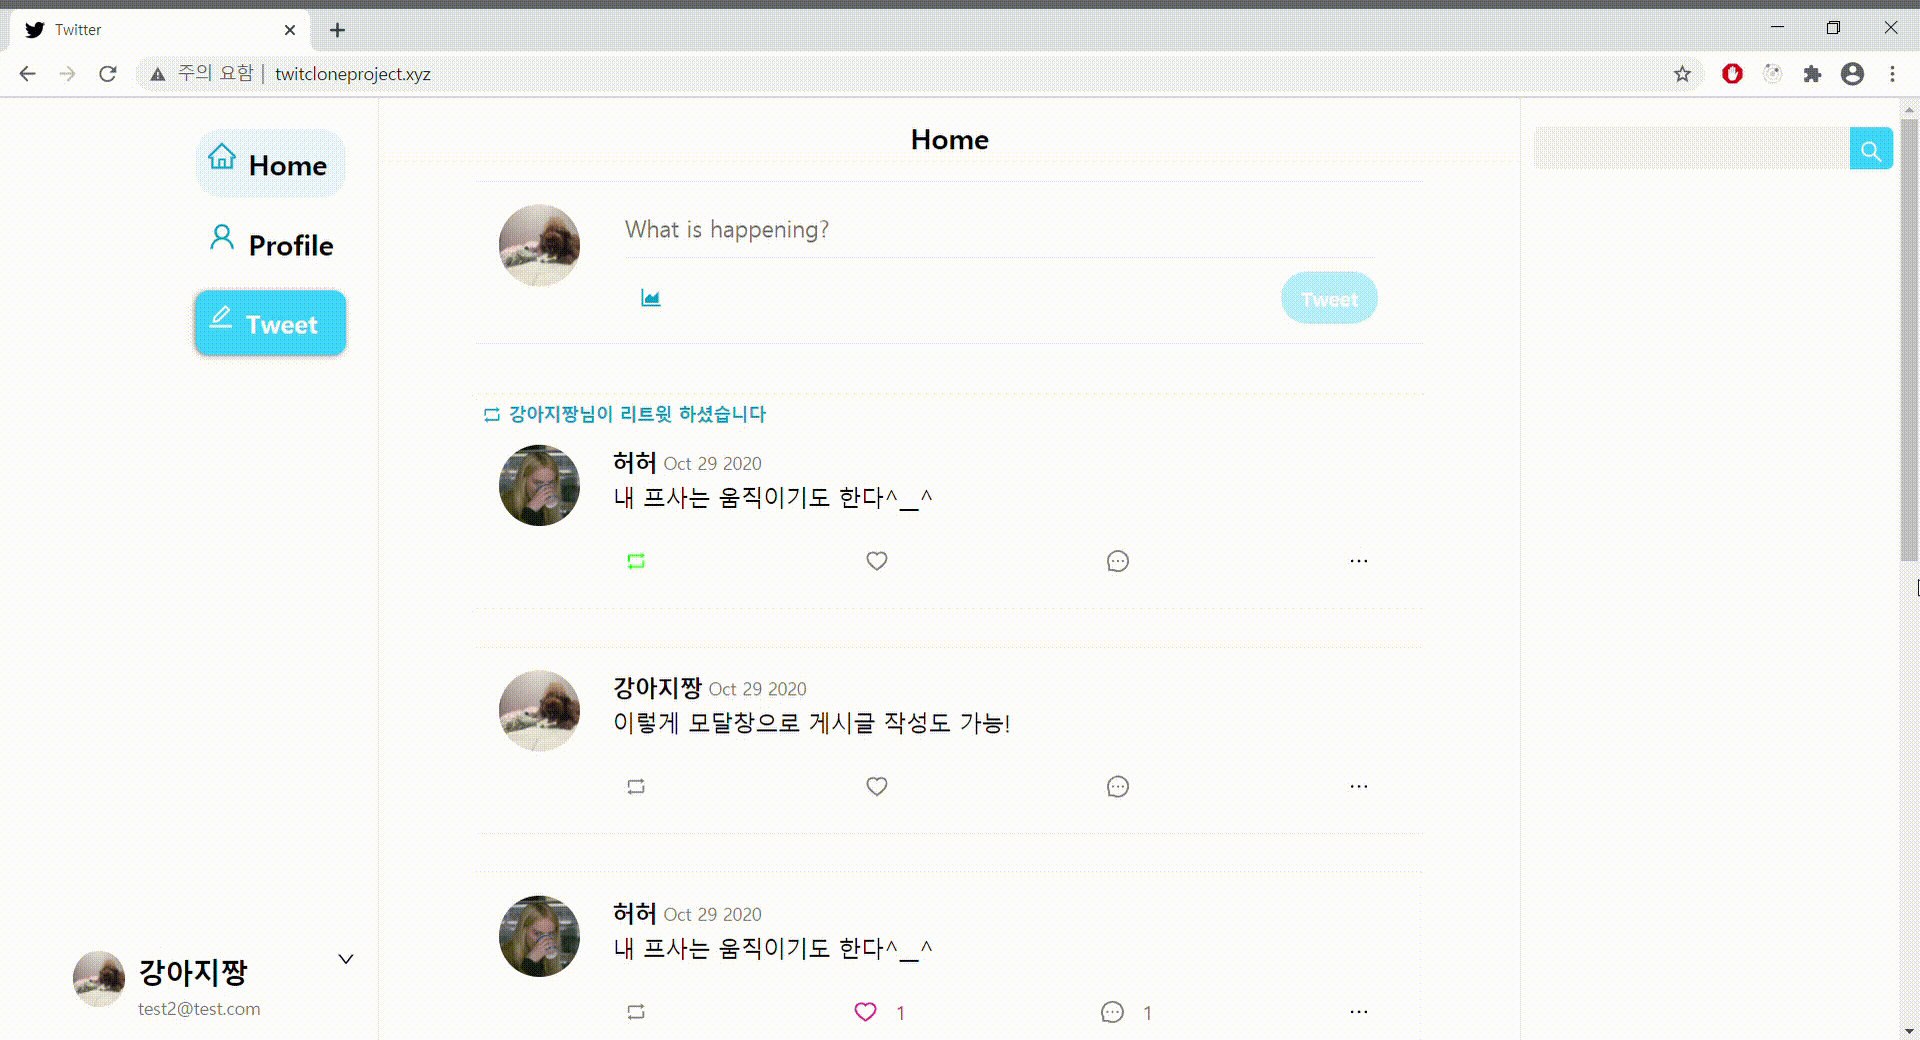 Twitter
주의 요함 | twitcloneproject.xyz
Home
Home
Profile
Tweet
What is happening?
Tweet
강아지짱님이 리트윗 하셨습니다
허허 Oct 29 2020
내 프사는 움직이기도 한다^__^
강아지짱 Oct 29 2020
이렇게 모달창으로 게시글 작성도 가능!
허허 Oct 29 2020
내 프사는 움직이기도 한다^__^
1 1
강아지짱
test2@test.com